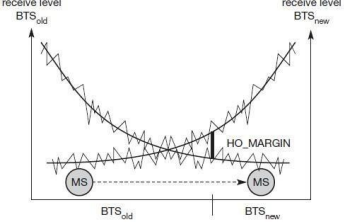 receive level
BTSold
receive level
BTSnew
HO_MARGIN
MS
MS
BTSold
BTSnew